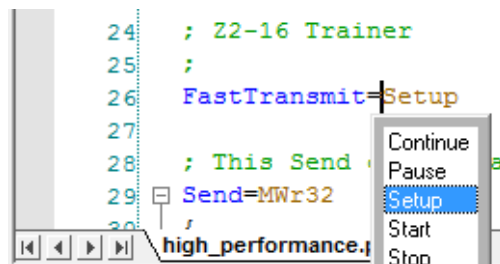 24 ; Z2-16 Trainer
25 ;
26 FastTransmit=Setup
27
28 ; This Send
29 Send=MWr32
30 ;
Continue
Pause
Setup
Start
Stop
high_performance.p